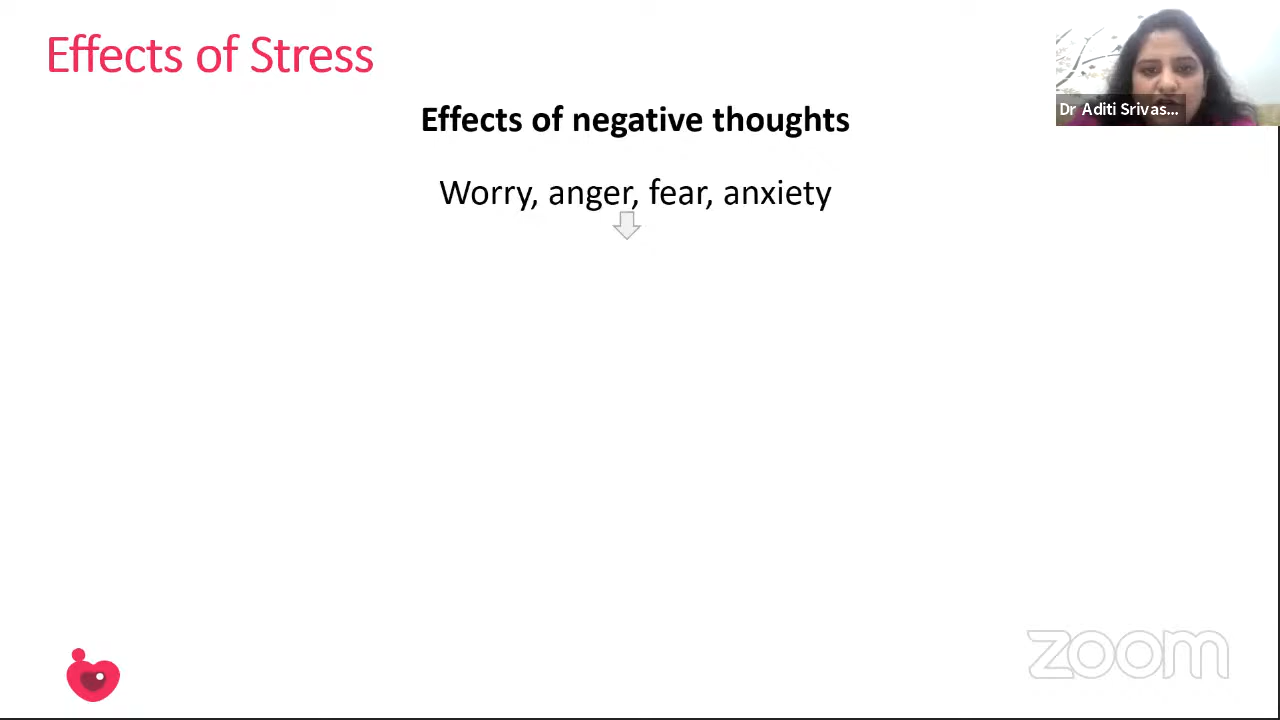 Effects of Stress
Dr Aditi Srivas...
Effects of negative thoughts
Worry, anger, fear, anxiety
zoom